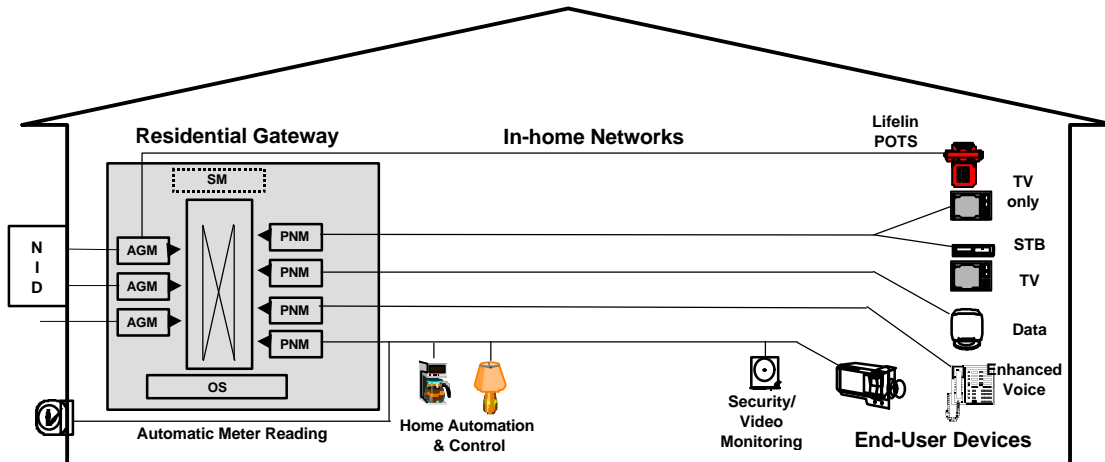 Residential Gateway
In-home Networks
Lifelin
POTS
SM
TV
only
N
I
D
AGM
PNM
STB
AGM
PNM
TV
AGM
PNM
Data
PNM
OS
Enhanced
Voice
Automatic Meter Reading
Home Automation
& Control
Security/
Video
Monitoring
End-User Devices